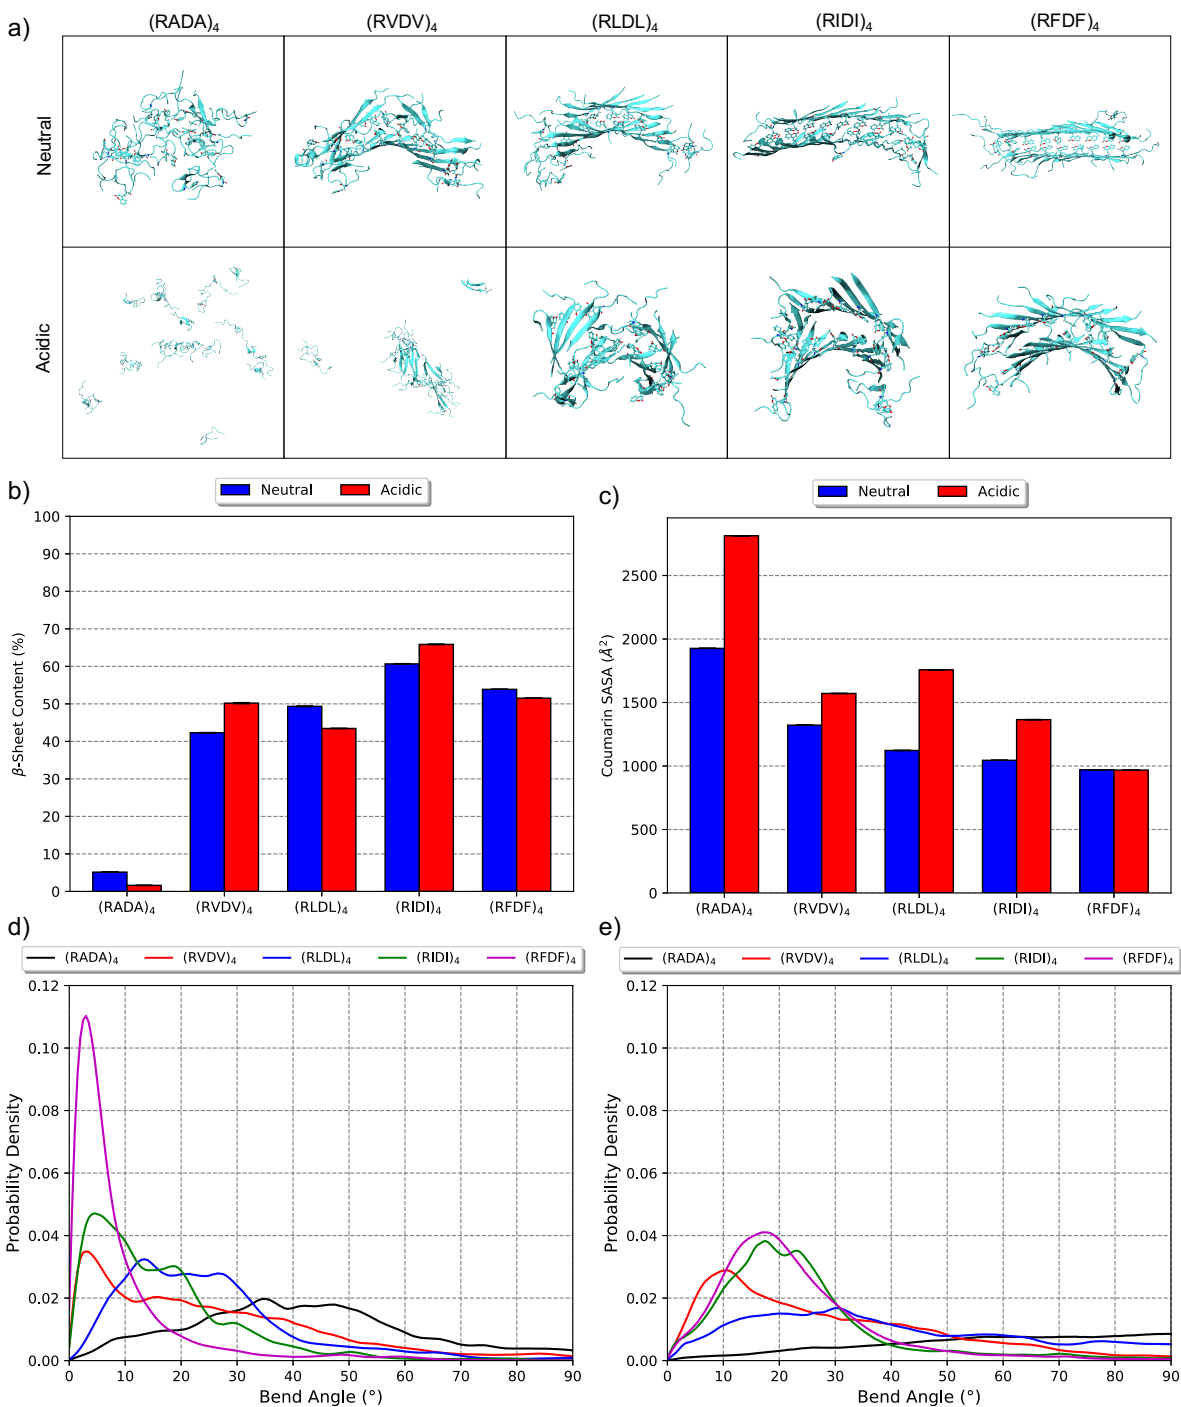 a)
(RADA)₄ (RVDV)₄ (RLDL)₄ (RIDI)₄ (RFDF)₄
Neutral
Acidic
b)
Neutral Acidic
100
90
80
70
60
50
40
30
20
10
0
β-Sheet Content (%)
(RADA)₄ (RVDV)₄ (RLDL)₄ (RIDI)₄ (RFDF)₄
c)
Neutral Acidic
2500
2000
1500
1000
500
0
Coumarin SASA (Å²)
(RADA)₄ (RVDV)₄ (RLDL)₄ (RIDI)₄ (RFDF)₄
d)
(RADA)₄ (RVDV)₄ (RLDL)₄ (RIDI)₄ (RFDF)₄
0.12
0.10
0.08
0.06
0.04
0.02
0.00
Probability Density
0 10 20 30 40 50 60 70 80 90
Bend Angle (°)
e)
(RADA)₄ (RVDV)₄ (RLDL)₄ (RIDI)₄ (RFDF)₄
0.12
0.10
0.08
0.06
0.04
0.02
0.00
Probability Density
0 10 20 30 40 50 60 70 80 90
Bend Angle (°)